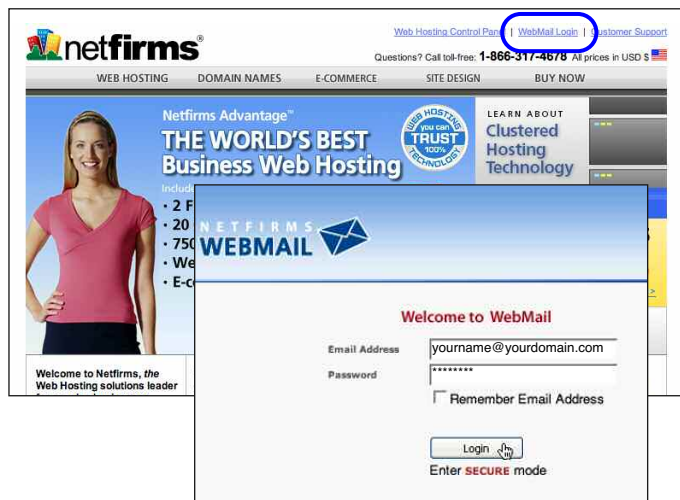 Web Hosting Control Pan | WebMail Login | Customer Support
netfirms®
Questions? Call toll-free: 1-866-317-4678 All prices in USD $
WEB HOSTING DOMAIN NAMES E-COMMERCE SITE DESIGN BUY NOW
Netfirms Advantage™
THE WORLD'S BEST
Business Web Hosting
WEB HOSTING
you can
TRUST
100%
TECHNOLOGY
LEARN ABOUT
Clustered
Hosting
Technology
Include
• 2 F
• 20
• 750
• We
• E-c
NETFIRMS
WEBMAIL
Welcome to WebMail
Email Address yourname@yourdomain.com
Password ********
Remember Email Address
Login
Enter SECURE mode
Welcome to Netfirms, the
Web Hosting solutions leader